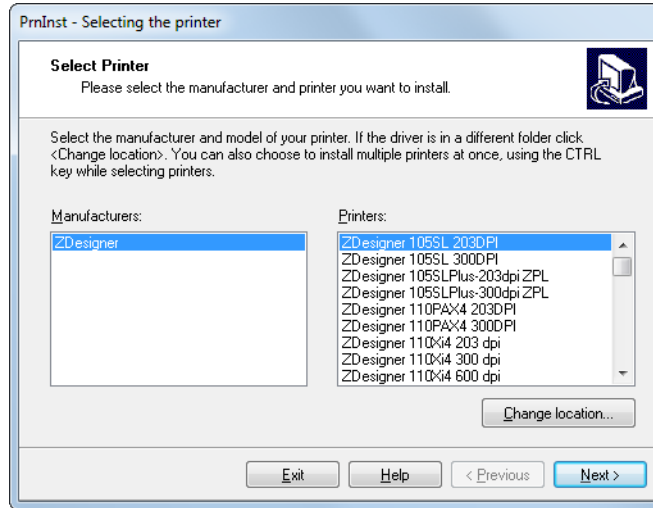 PrnInst - Selecting the printer
Select Printer
Please select the manufacturer and printer you want to install.
Select the manufacturer and model of your printer. If the driver is in a different folder click
<Change location>. You can also choose to install multiple printers at once, using the CTRL
key while selecting printers.
Manufacturers:
ZDesigner
Printers:
ZDesigner 105SL 203DPI
ZDesigner 105SL 300DPI
ZDesigner 105SLPlus-203dpi ZPL
ZDesigner 105SLPlus-300dpi ZPL
ZDesigner 110PAX4 203DPI
ZDesigner 110PAX4 300DPI
ZDesigner 110Xi4 203 dpi
ZDesigner 110Xi4 300 dpi
ZDesigner 110Xi4 600 dpi
Change location...
Exit
Help
< Previous
Next >